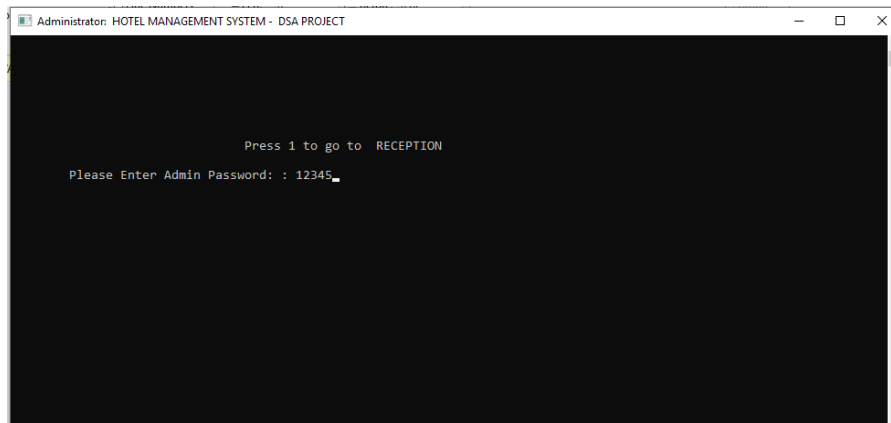 Administrator: HOTEL MANAGEMENT SYSTEM - DSA PROJECT
Press 1 to go to RECEPTION
Please Enter Admin Password: : 12345